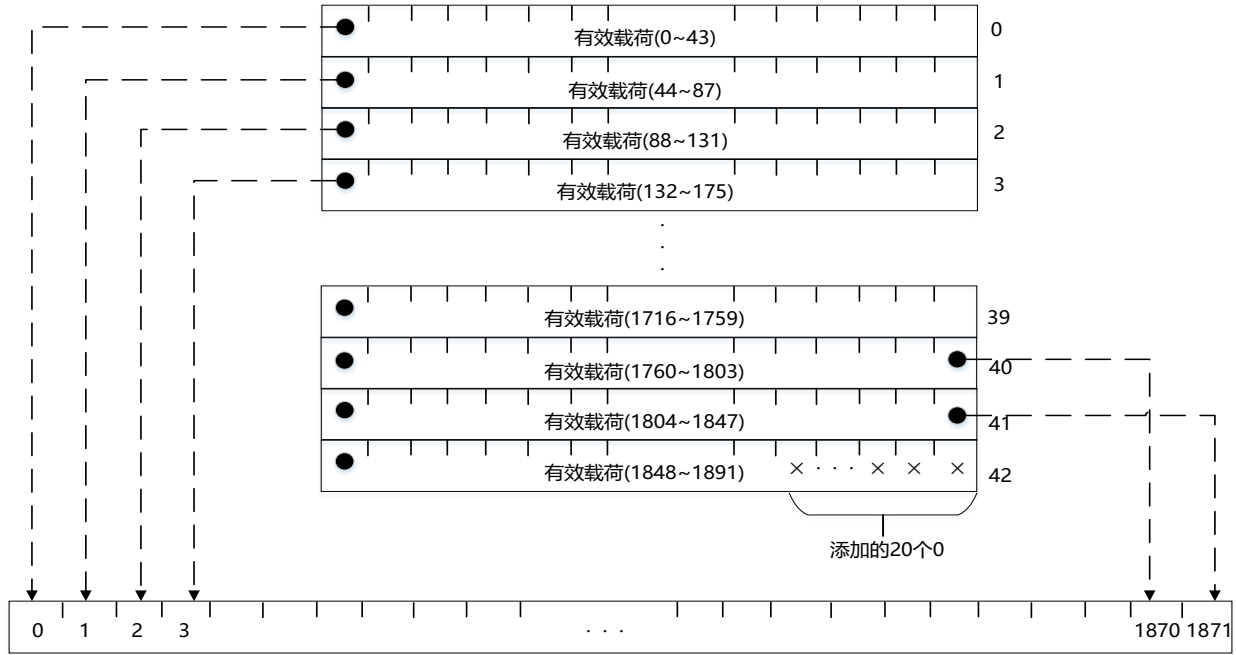 有效载荷(0~43) 0
有效载荷(44~87) 1
有效载荷(88~131) 2
有效载荷(132~175) 3
· · ·
有效载荷(1716~1759) 39
有效载荷(1760~1803) 40
有效载荷(1804~1847) 41
有效载荷(1848~1891) × · · · × × × 42
添加的20个0
0 1 2 3 · · · 1870 1871